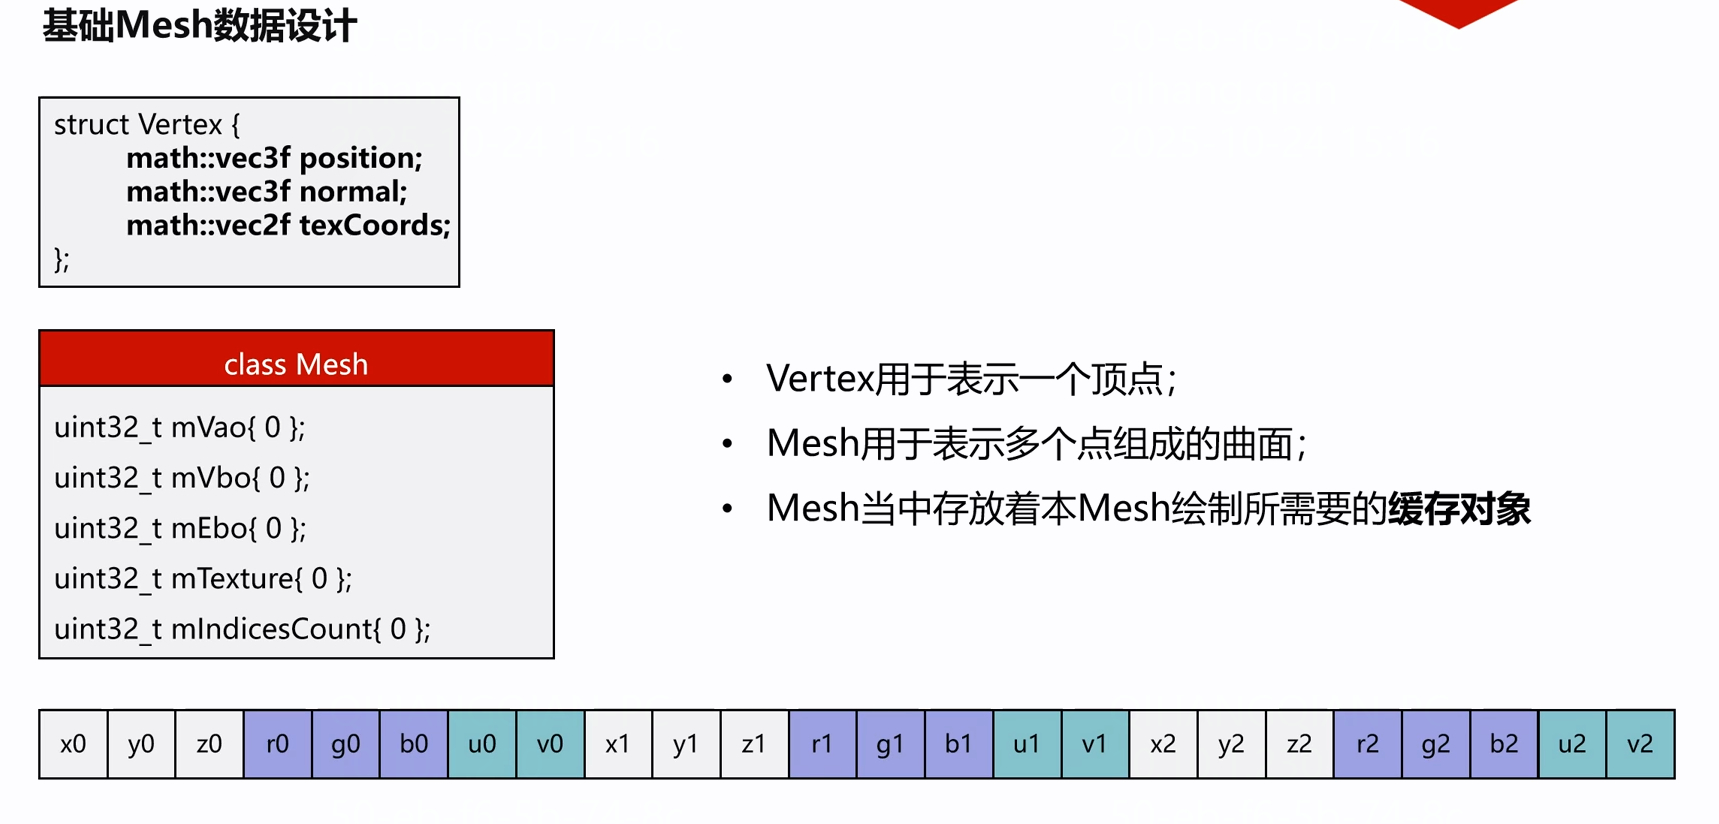 基础Mesh数据设计
struct Vertex {
math::vec3f position;
math::vec3f normal;
math::vec2f texCoords;
};
class Mesh
uint32_t mVao{ 0 };
uint32_t mVbo{ 0 };
uint32_t mEbo{ 0 };
uint32_t mTexture{ 0 };
uint32_t mIndicesCount{ 0 };
• Vertex用于表示一个顶点；
• Mesh用于表示多个点组成的曲面；
• Mesh当中存放着本Mesh绘制所需要的缓存对象
x0 y0 z0 r0 g0 b0 u0 v0 x1 y1 z1 r1 g1 b1 u1 v1 x2 y2 z2 r2 g2 b2 u2 v2